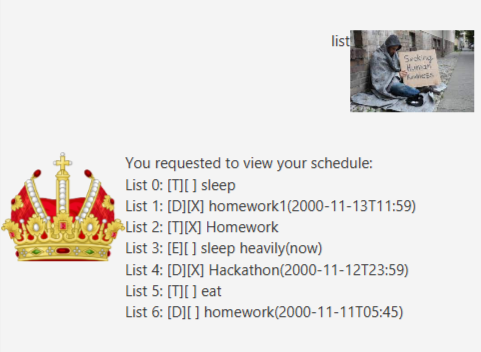 list
Seeking
Human
Kindness
You requested to view your schedule:
List 0: [T][ ] sleep
List 1: [D][X] homework1(2000-11-13T11:59)
List 2: [T][X] Homework
List 3: [E][ ] sleep heavily(now)
List 4: [D][X] Hackathon(2000-11-12T23:59)
List 5: [T][ ] eat
List 6: [D][ ] homework(2000-11-11T05:45)